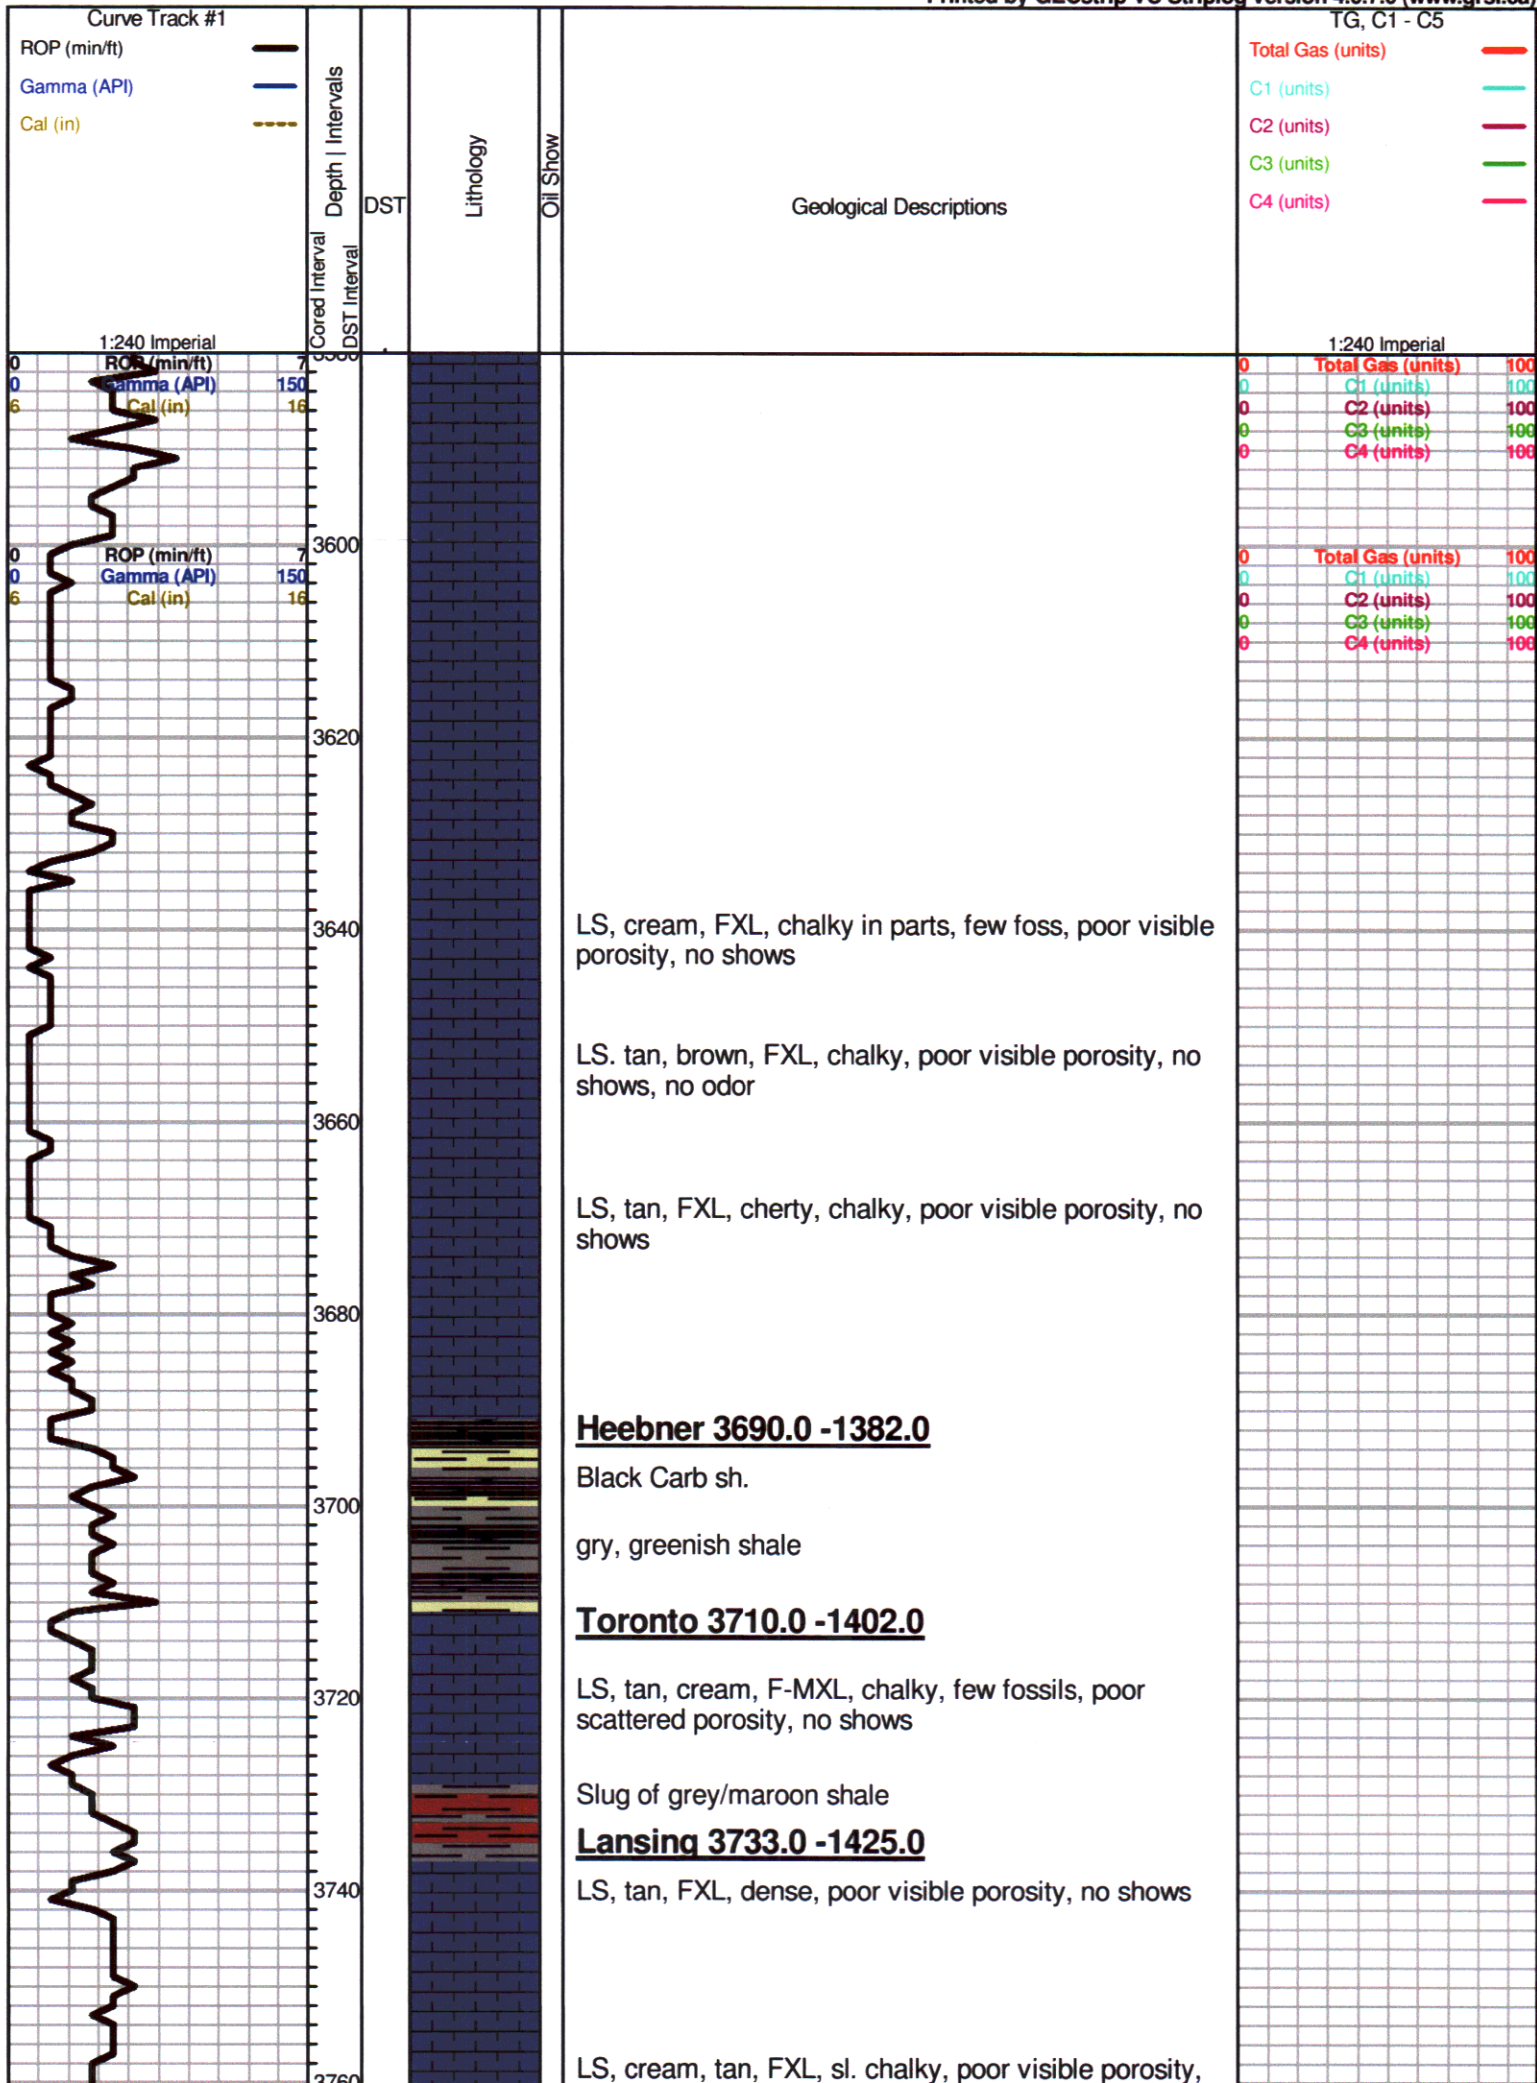 Curve Track #1
ROP (min/ft)
Gamma (API)
Cal (in)
1:240 Imperial
Depth | Intervals
Cored Interval
DST Interval
DST
Lithology
Oil Show
Geological Descriptions
TG, C1 - C5
Total Gas (units)
C1 (units)
C2 (units)
C3 (units)
C4 (units)
1:240 Imperial
0 ROP (min/ft) 7
0 Gamma (API) 150
6 Cal (in) 16
0 Total Gas (units) 100
0 C1 (units) 100
0 C2 (units) 100
0 C3 (units) 100
0 C4 (units) 100
3600
0 ROP (min/ft) 7
0 Gamma (API) 150
6 Cal (in) 16
0 Total Gas (units) 100
0 C1 (units) 100
0 C2 (units) 100
0 C3 (units) 100
0 C4 (units) 100
3620
3640
LS, cream, FXL, chalky in parts, few foss, poor visible
porosity, no shows
LS. tan, brown, FXL, chalky, poor visible porosity, no
shows, no odor
3660
LS, tan, FXL, cherty, chalky, poor visible porosity, no
shows
3680
Heebner 3690.0 -1382.0
Black Carb sh.
3700
gry, greenish shale
Toronto 3710.0 -1402.0
LS, tan, cream, F-MXL, chalky, few fossils, poor
scattered porosity, no shows
3720
Slug of grey/maroon shale
Lansing 3733.0 -1425.0
3740
LS, tan, FXL, dense, poor visible porosity, no shows
LS, cream, tan, FXL, sl. chalky, poor visible porosity,
3760